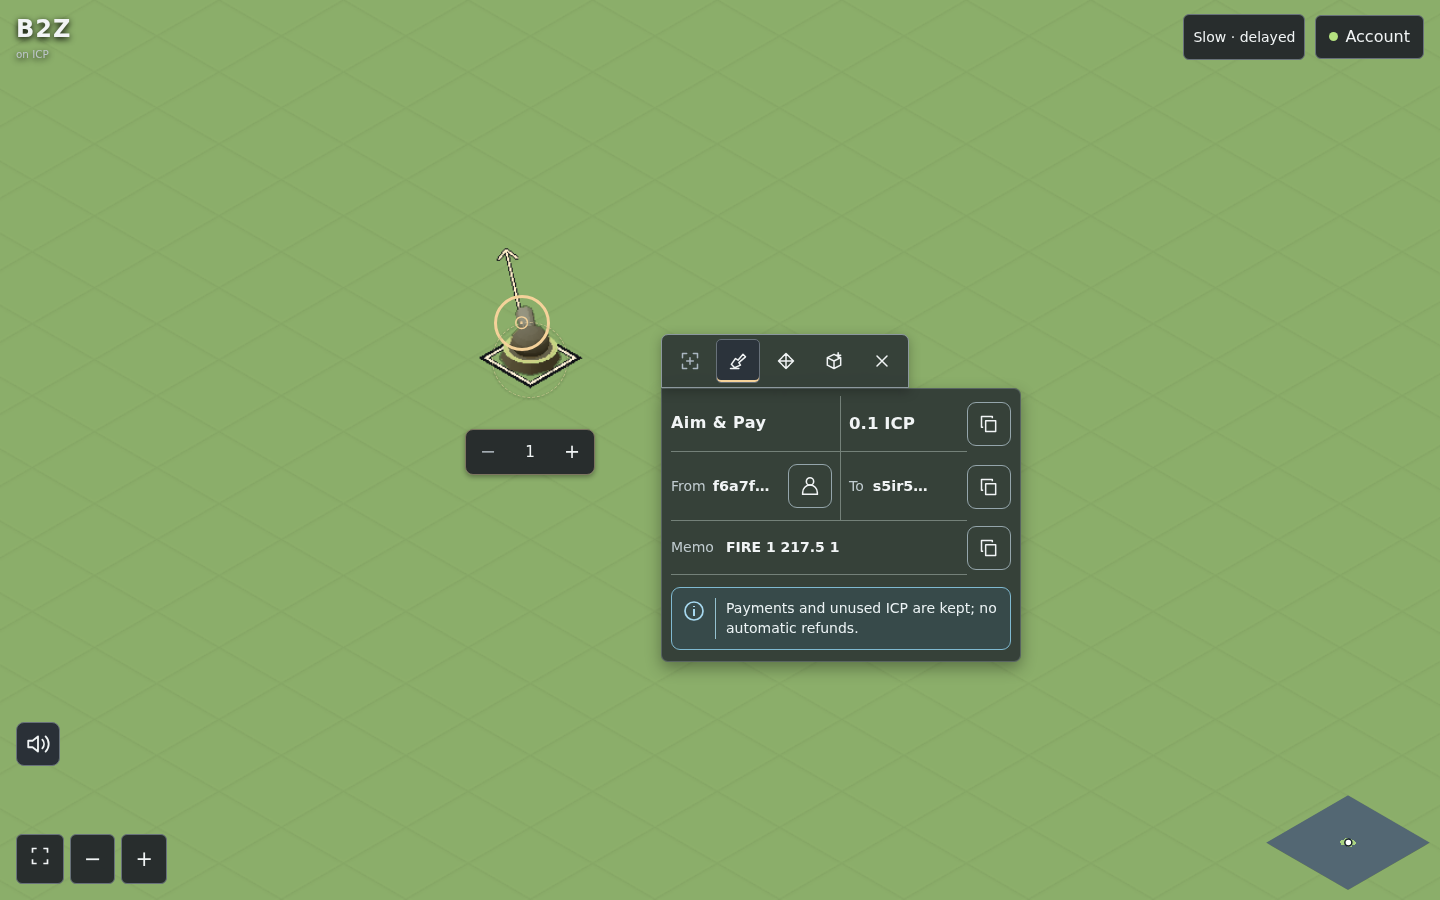 B2Z
on ICP
Slow · delayed
Account
Aim & Pay
0.1 ICP
From f6a7f...
To s5ir5...
− 1 +
Memo FIRE 1 217.5 1
Payments and unused ICP are kept; no
automatic refunds.
− +